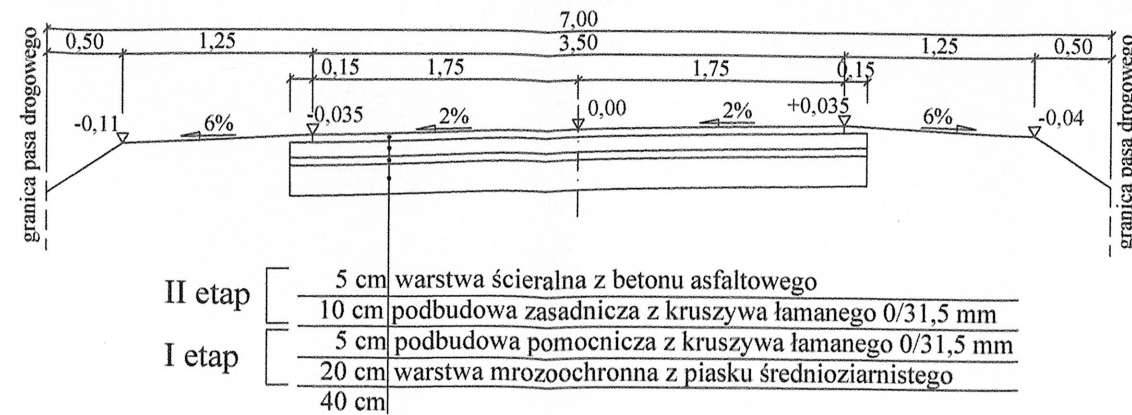 7,00
0,50 1,25 3,50 1,25 0,50
0,15 1,75 1,75 0,15
-0,11 6% -0,035 2% 0,00 2% +0,035 6% -0,04
granica pasa drogowego
granica pasa drogowego
II etap
5 cm warstwa ścieralna z betonu asfaltowego
10 cm podbudowa zasadnicza z kruszywa łamanego 0/31,5 mm
I etap
5 cm podbudowa pomocnicza z kruszywa łamanego 0/31,5 mm
20 cm warstwa mrozoochronna z piasku średnioziarnistego
40 cm